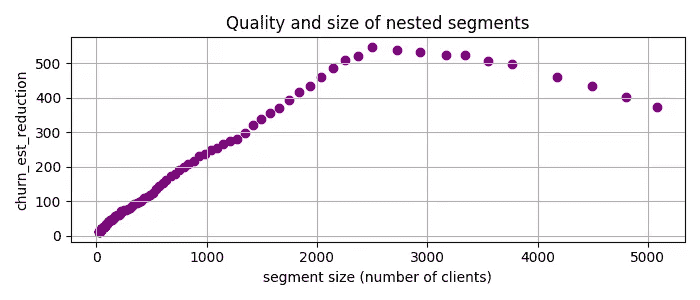 Quality and size of nested segments
churn_est_reduction
500
400
300
200
100
0
0 1000 2000 3000 4000 5000
segment size (number of clients)